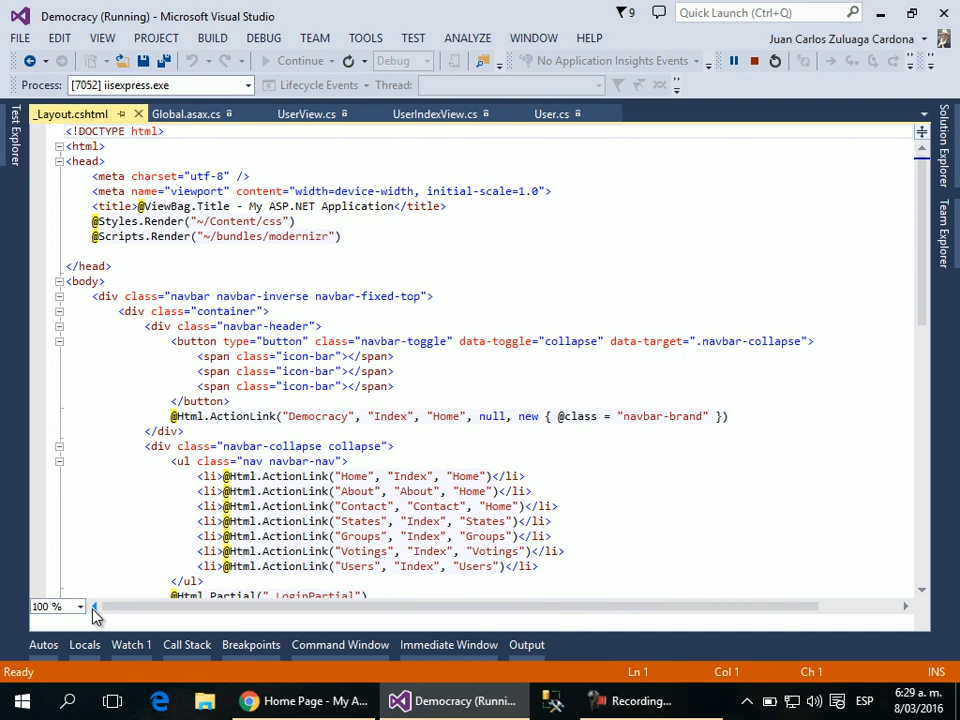 Democracy (Running) - Microsoft Visual Studio
9
Quick Launch (Ctrl+Q)
FILE EDIT VIEW PROJECT BUILD DEBUG TEAM TOOLS TEST ANALYZE WINDOW HELP
Juan Carlos Zuluaga Cardona
Continue
Debug
No Application Insights Events
Process: [7052] iisexpress.exe
Lifecycle Events
Thread:
_Layout.cshtml
Global.asax.cs
UserView.cs
UserIndexView.cs
User.cs
Test Explorer
Solution Explorer
Team Explorer
<!DOCTYPE html>
<html>
<head>
<meta charset="utf-8" />
<meta name="viewport" content="width=device-width, initial-scale=1.0">
<title>@ViewBag.Title - My ASP.NET Application</title>
@Styles.Render("~/Content/css")
@Scripts.Render("~/bundles/modernizr")
</head>
<body>
<div class="navbar navbar-inverse navbar-fixed-top">
<div class="container">
<div class="navbar-header">
<button type="button" class="navbar-toggle" data-toggle="collapse" data-target=".navbar-collapse">
<span class="icon-bar"></span>
<span class="icon-bar"></span>
<span class="icon-bar"></span>
</button>
@Html.ActionLink("Democracy", "Index", "Home", null, new { @class = "navbar-brand" })
</div>
<div class="navbar-collapse collapse">
<ul class="nav navbar-nav">
<li>@Html.ActionLink("Home", "Index", "Home")</li>
<li>@Html.ActionLink("About", "About", "Home")</li>
<li>@Html.ActionLink("Contact", "Contact", "Home")</li>
<li>@Html.ActionLink("States", "Index", "States")</li>
<li>@Html.ActionLink("Groups", "Index", "Groups")</li>
<li>@Html.ActionLink("Votings", "Index", "Votings")</li>
<li>@Html.ActionLink("Users", "Index", "Users")</li>
</ul>
@Html.Partial("_LoginPartial")
100 %
Autos Locals Watch 1 Call Stack Breakpoints Command Window Immediate Window Output
Ready
Ln 1
Col 1
Ch 1
INS
Home Page - My A...
Democracy (Runni...
Recording...
ESP
6:29 a. m.
8/03/2016